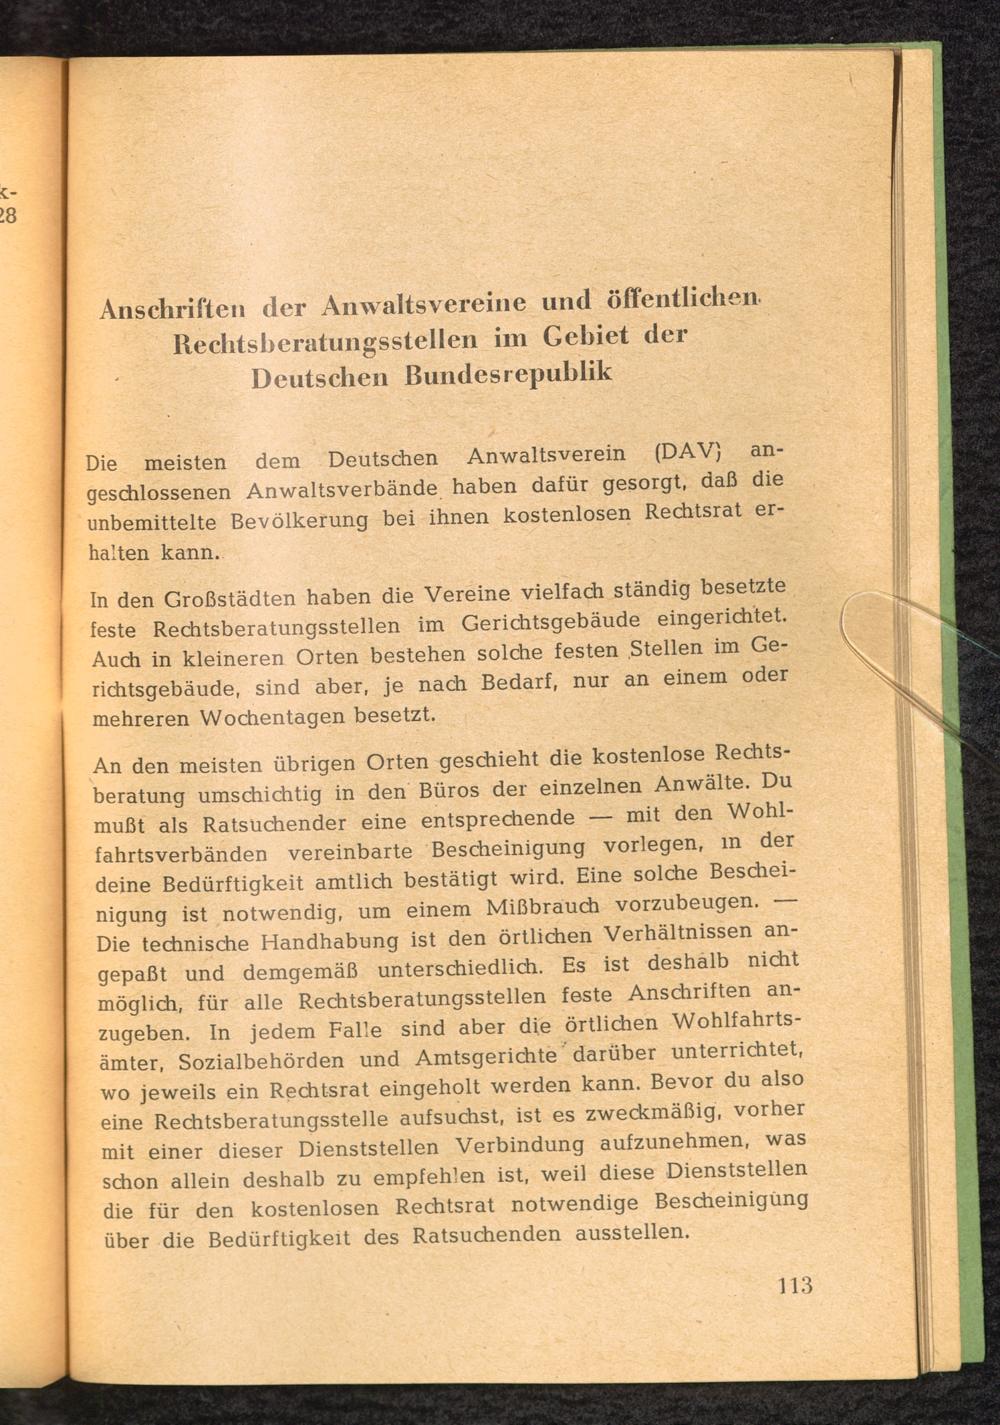 k-
28
Anschriften der Anwaltsvereine und öffentlichen
Rechtsberatungsstellen im Gebiet der
Deutschen Bundesrepublik
Die meisten dem Deutschen Anwaltsverein (DAV) an-
geschlossenen Anwaltsverbände haben dafür gesorgt, daß die
unbemittelte Bevölkerung bei ihnen kostenlosen Rechtsrat er-
halten kann.
In den Großstädten haben die Vereine vielfach ständig besetzte
feste Rechtsberatungsstellen im Gerichtsgebäude eingerichtet.
Auch in kleineren Orten bestehen solche festen Stellen im Ge-
richtsgebäude, sind aber, je nach Bedarf, nur an einem oder
mehreren Wochentagen besetzt.
An den meisten übrigen Orten geschieht die kostenlose Rechts-
beratung umschichtig in den Büros der einzelnen Anwälte. Du
mußt als Ratsuchender eine entsprechende — mit den Wohl-
fahrtsverbänden vereinbarte Bescheinigung vorlegen, in der
deine Bedürftigkeit amtlich bestätigt wird. Eine solche Beschei-
nigung ist notwendig, um einem Mißbrauch vorzubeugen. —
Die technische Handhabung ist den örtlichen Verhältnissen an-
gepaßt und demgemäß unterschiedlich. Es ist deshalb nicht
möglich, für alle Rechtsberatungsstellen feste Anschriften an-
zugeben. In jedem Falle sind aber die örtlichen Wohlfahrts-
ämter, Sozialbehörden und Amtsgerichte darüber unterrichtet,
wo jeweils ein Rechtsrat eingeholt werden kann. Bevor du also
eine Rechtsberatungsstelle aufsuchst, ist es zweckmäßig, vorher
mit einer dieser Dienststellen Verbindung aufzunehmen, was
schon allein deshalb zu empfehlen ist, weil diese Dienststellen
die für den kostenlosen Rechtsrat notwendige Bescheinigung
über die Bedürftigkeit des Ratsuchenden ausstellen.
113